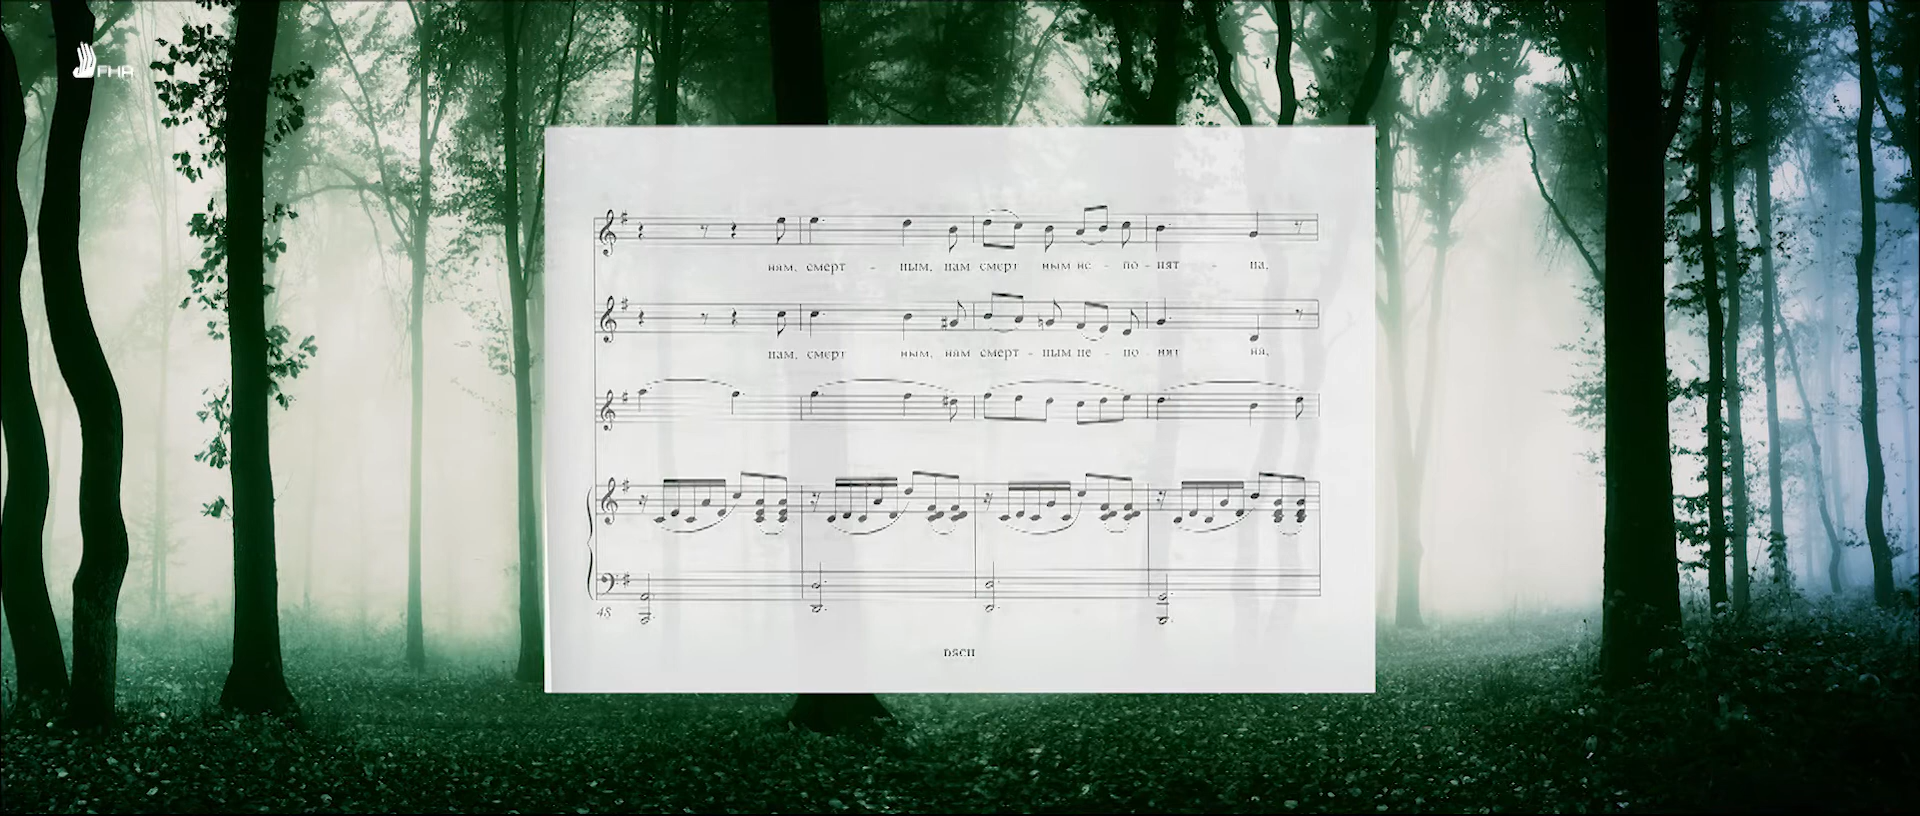 FHR
нам, смерт - ным, нам смерт ным не - по - нят - на,
нам, смерт ным, нам смерт - ным не - по - нят на,
48
DSCH